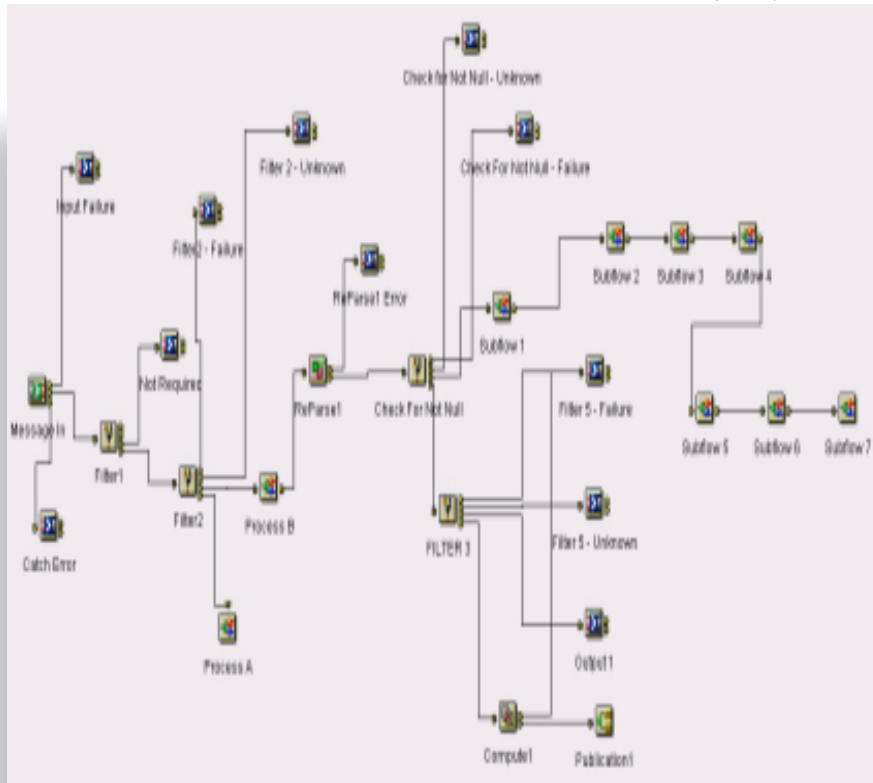 Check for Not Null - Unknown
Filter 2 - Unknown
Check For Not Null - Failure
Input Failure
Filter2 - Failure
ReParse1 Error
Subflow 2
Subflow 3
Subflow 4
Subflow 1
Not Required
ReParse1
Check For Not Null
Filter 5 - Failure
Message In
Filter1
Subflow 5
Subflow 6
Subflow 7
Filter2
Process B
FILTER 3
Filter 5 - Unknown
Catch Error
Process A
Output1
Compute1
Publication1